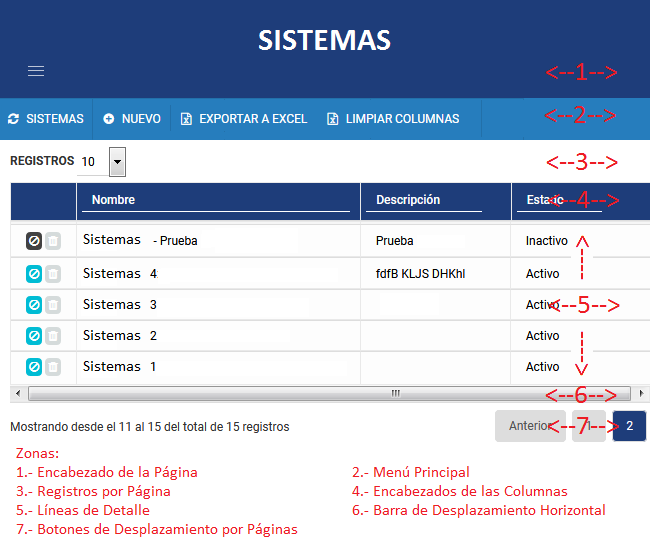 SISTEMAS
<--1-->
SISTEMAS NUEVO EXPORTAR A EXCEL LIMPIAR COLUMNAS <--2-->
REGISTROS 10 <--3-->
Nombre Descripción Estado <--4-->
Sistemas - Prueba Prueba Inactivo
Sistemas 4 fdfB KLJS DHKhl Activo
Sistemas 3 Activo <--5-->
Sistemas 2 Activo
Sistemas 1 Activo
<--6-->
Mostrando desde el 11 al 15 del total de 15 registros Anterior <--7--> 1 2
Zonas:
1.- Encabezado de la Página 2.- Menú Principal
3.- Registros por Página 4.- Encabezados de las Columnas
5.- Líneas de Detalle 6.- Barra de Desplazamiento Horizontal
7.- Botones de Desplazamiento por Páginas